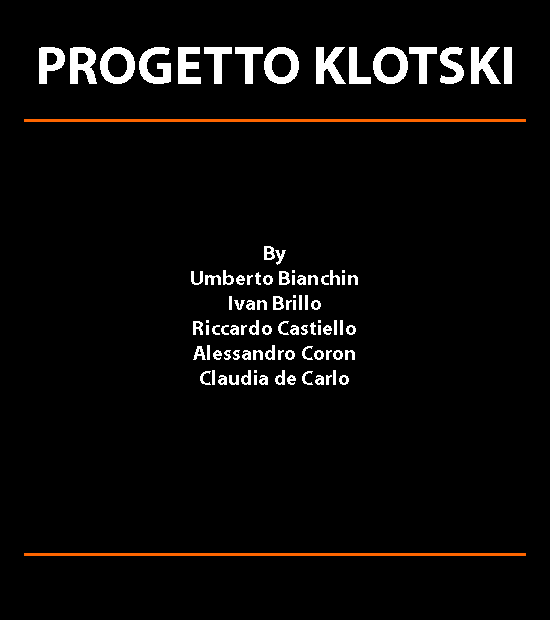 PROGETTO KLOTSKI
By
Umberto Bianchin
Ivan Brillo
Riccardo Castiello
Alessandro Coron
Claudia de Carlo